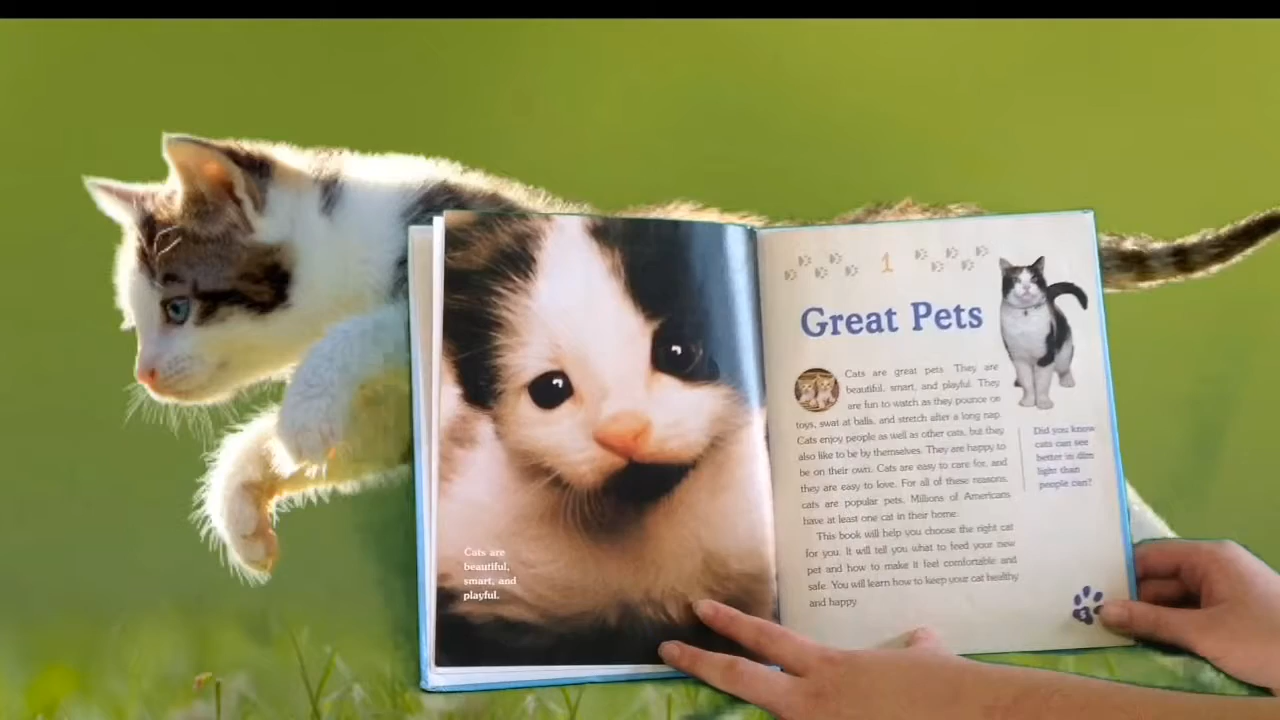 Cats are
beautiful,
smart, and
playful.
1
Great Pets
Cats are great pets. They are
beautiful, smart, and playful. They
are fun to watch as they pounce on
toys, swat at balls, and stretch after a long nap.
Cats enjoy people as well as other cats, but they
also like to be by themselves. They are happy to
be on their own. Cats are easy to care for, and
they are easy to love. For all of these reasons,
cats are popular pets. Millions of Americans
have at least one cat in their home.
This book will help you choose the right cat
for you. It will tell you what to feed your new
pet and how to make it feel comfortable and
safe. You will learn how to keep your cat healthy
and happy.
Did you know
cats can see
better in dim
light than
people can?
5